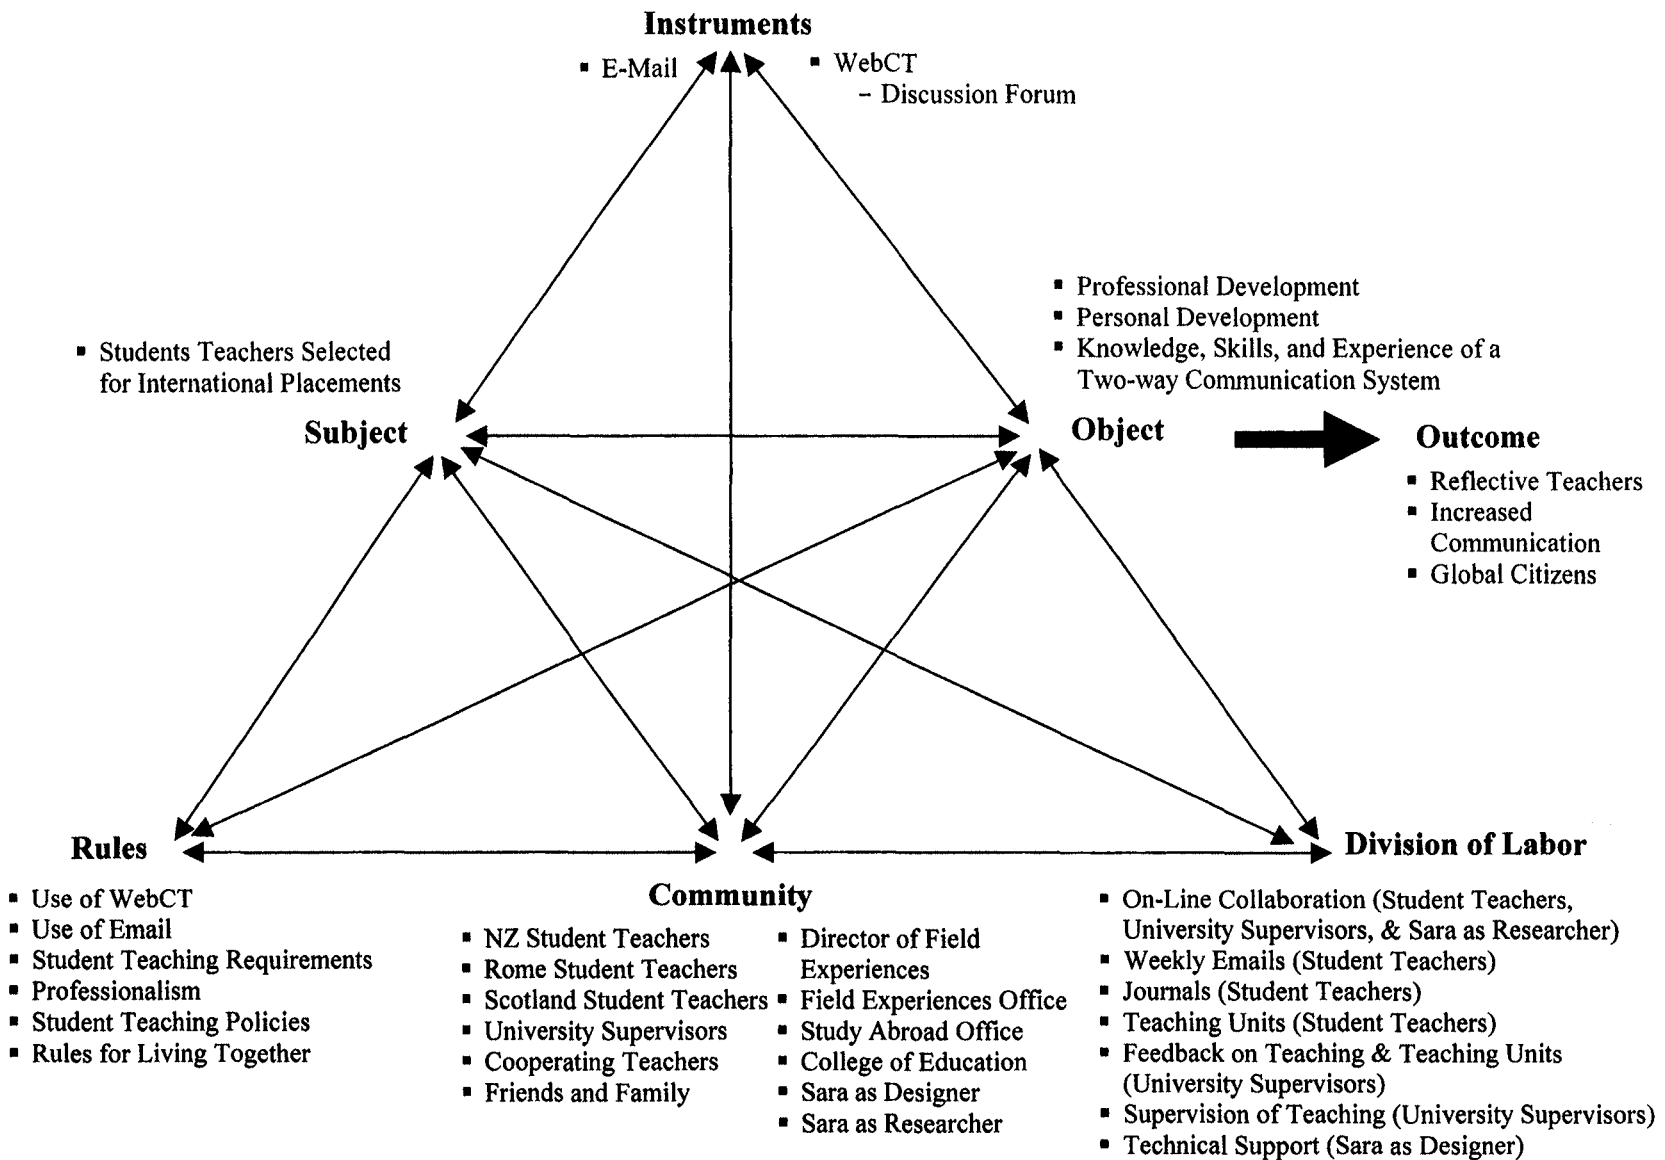 Instruments
▪ E-Mail
▪ WebCT
– Discussion Forum
▪ Students Teachers Selected
for International Placements
Subject
▪ Professional Development
▪ Personal Development
▪ Knowledge, Skills, and Experience of a
Two-way Communication System
Object
Outcome
▪ Reflective Teachers
▪ Increased
Communication
▪ Global Citizens
Rules
▪ Use of WebCT
▪ Use of Email
▪ Student Teaching Requirements
▪ Professionalism
▪ Student Teaching Policies
▪ Rules for Living Together
Community
▪ NZ Student Teachers
▪ Rome Student Teachers
▪ Scotland Student Teachers
▪ University Supervisors
▪ Cooperating Teachers
▪ Friends and Family
▪ Director of Field
Experiences
▪ Field Experiences Office
▪ Study Abroad Office
▪ College of Education
▪ Sara as Designer
▪ Sara as Researcher
Division of Labor
▪ On-Line Collaboration (Student Teachers,
University Supervisors, & Sara as Researcher)
▪ Weekly Emails (Student Teachers)
▪ Journals (Student Teachers)
▪ Teaching Units (Student Teachers)
▪ Feedback on Teaching & Teaching Units
(University Supervisors)
▪ Supervision of Teaching (University Supervisors)
▪ Technical Support (Sara as Designer)